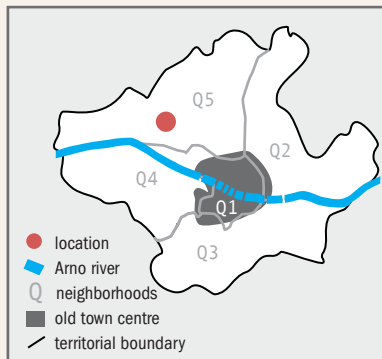 Q5
Q2
Q4
Q1
Q3
location
Arno river
Q neighborhoods
old town centre
territorial boundary